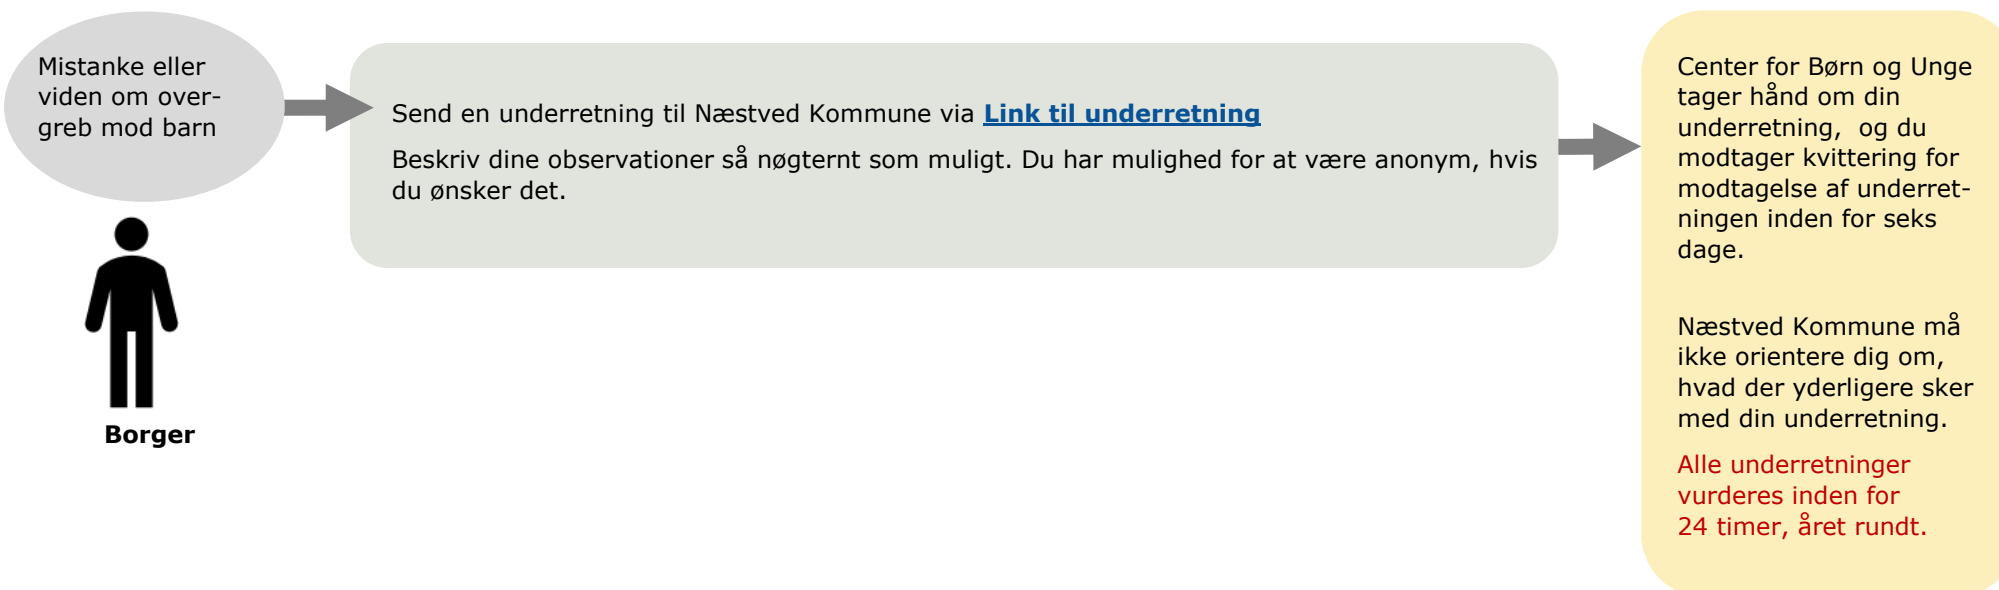 Mistanke eller
viden om over-
greb mod barn
Borger
Send en underretning til Næstved Kommune via Link til underretning
Beskriv dine observationer så nøgternt som muligt. Du har mulighed for at være anonym, hvis
du ønsker det.
Center for Børn og Unge
tager hånd om din
underretning,  og du
modtager kvittering for
modtagelse af underret-
ningen inden for seks
dage.
Næstved Kommune må
ikke orientere dig om,
hvad der yderligere sker
med din underretning.
Alle underretninger
vurderes inden for
24 timer, året rundt.